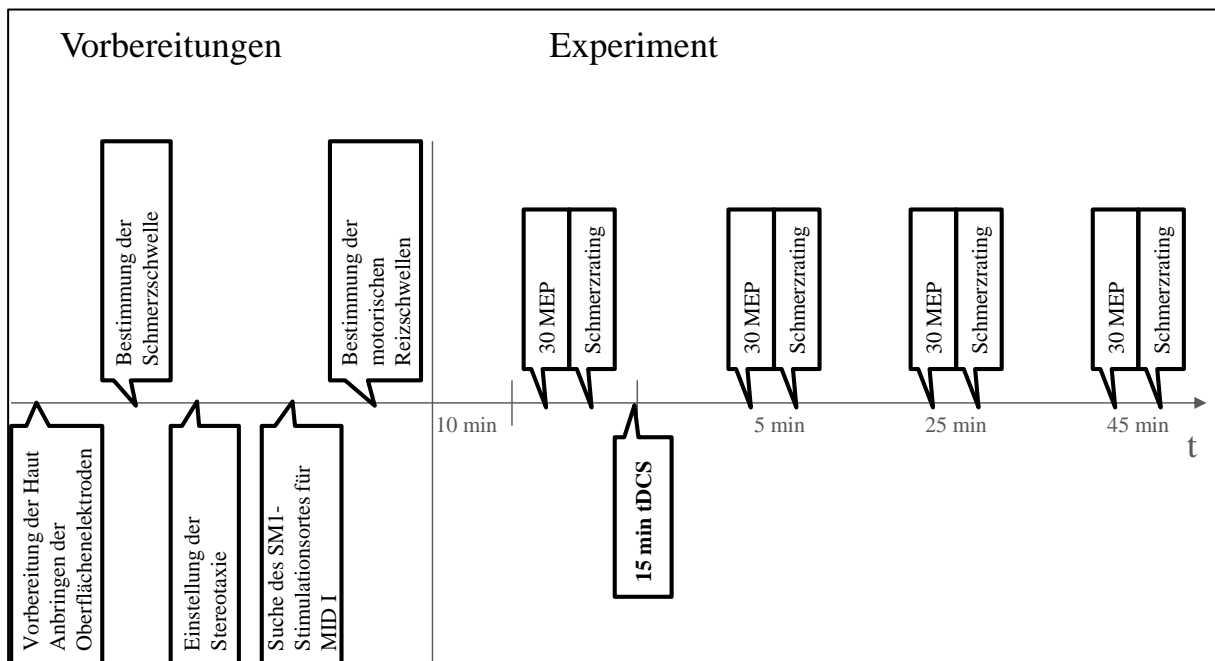 Vorbereitungen
Experiment
Vorbereitung der Haut
Anbringen der
Oberflächenelektroden
Bestimmung der
Schmerzschwelle
Einstellung der
Stereotaxie
Suche des SM1-
Stimulationsortes für
MID I
Bestimmung der
motorischen
Reizschwellen
10 min
30 MEP
Schmerzrating
15 min tDCS
30 MEP
Schmerzrating
5 min
30 MEP
Schmerzrating
25 min
30 MEP
Schmerzrating
45 min
t